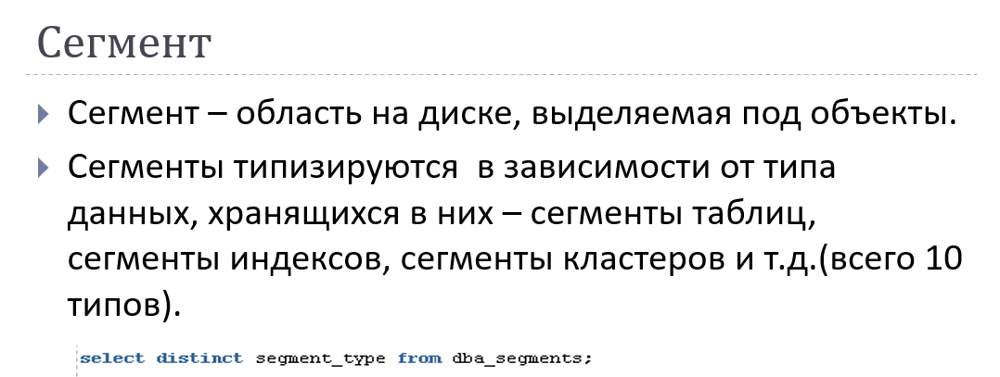 Сегмент
Сегмент – область на диске, выделяемая под объекты.
Сегменты типизируются в зависимости от типа
данных, хранящихся в них – сегменты таблиц,
сегменты индексов, сегменты кластеров и т.д.(всего 10
типов).
select distinct segment_type from dba_segments;